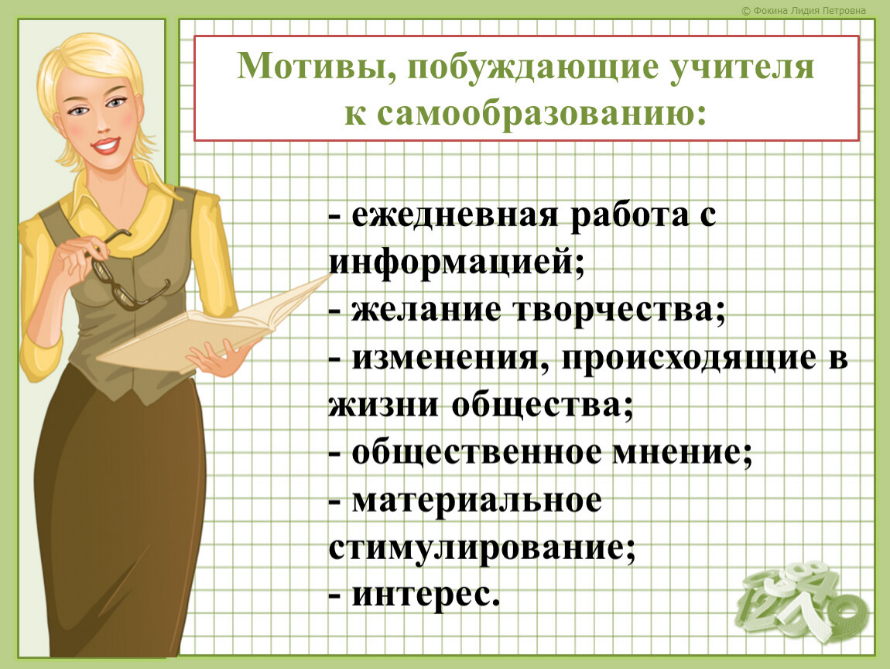 © Фокина Лидия Петровна
Мотивы, побуждающие учителя
к самообразованию:
- ежедневная работа с
информацией;
- желание творчества;
- изменения, происходящие в
жизни общества;
- общественное мнение;
- материальное
стимулирование;
- интерес.